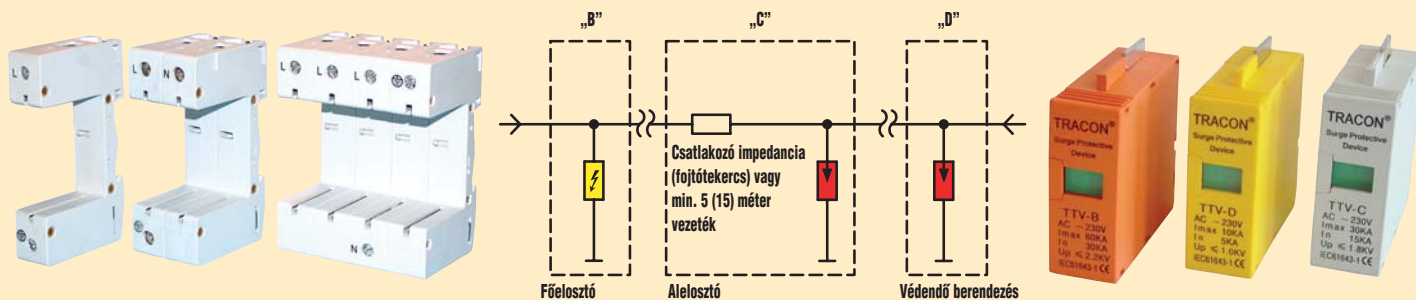 „B”
„C”
„D”
L
L
N
L
L
L
N
Csatlakozó impedancia
(fojtótekercs) vagy
min. 5 (15) méter
vezeték
Főelosztó
Alelosztó
Védendő berendezés
TRACON®
Surge Protective
Device
TTV-B
AC ~230V
Imax 60KA
In 30KA
Up ≤ 2.2KV
IEC61643-1 CE
TRACON®
Surge Protective
Device
TTV-D
AC ~230V
Imax 10KA
In 5KA
Up ≤ 1.0KV
IEC61643-1 CE
TRACON®
Surge Protective
Device
TTV-C
AC ~230V
Imax 30KA
In 15KA
Up ≤ 1.8KV
IEC61643-1 CE